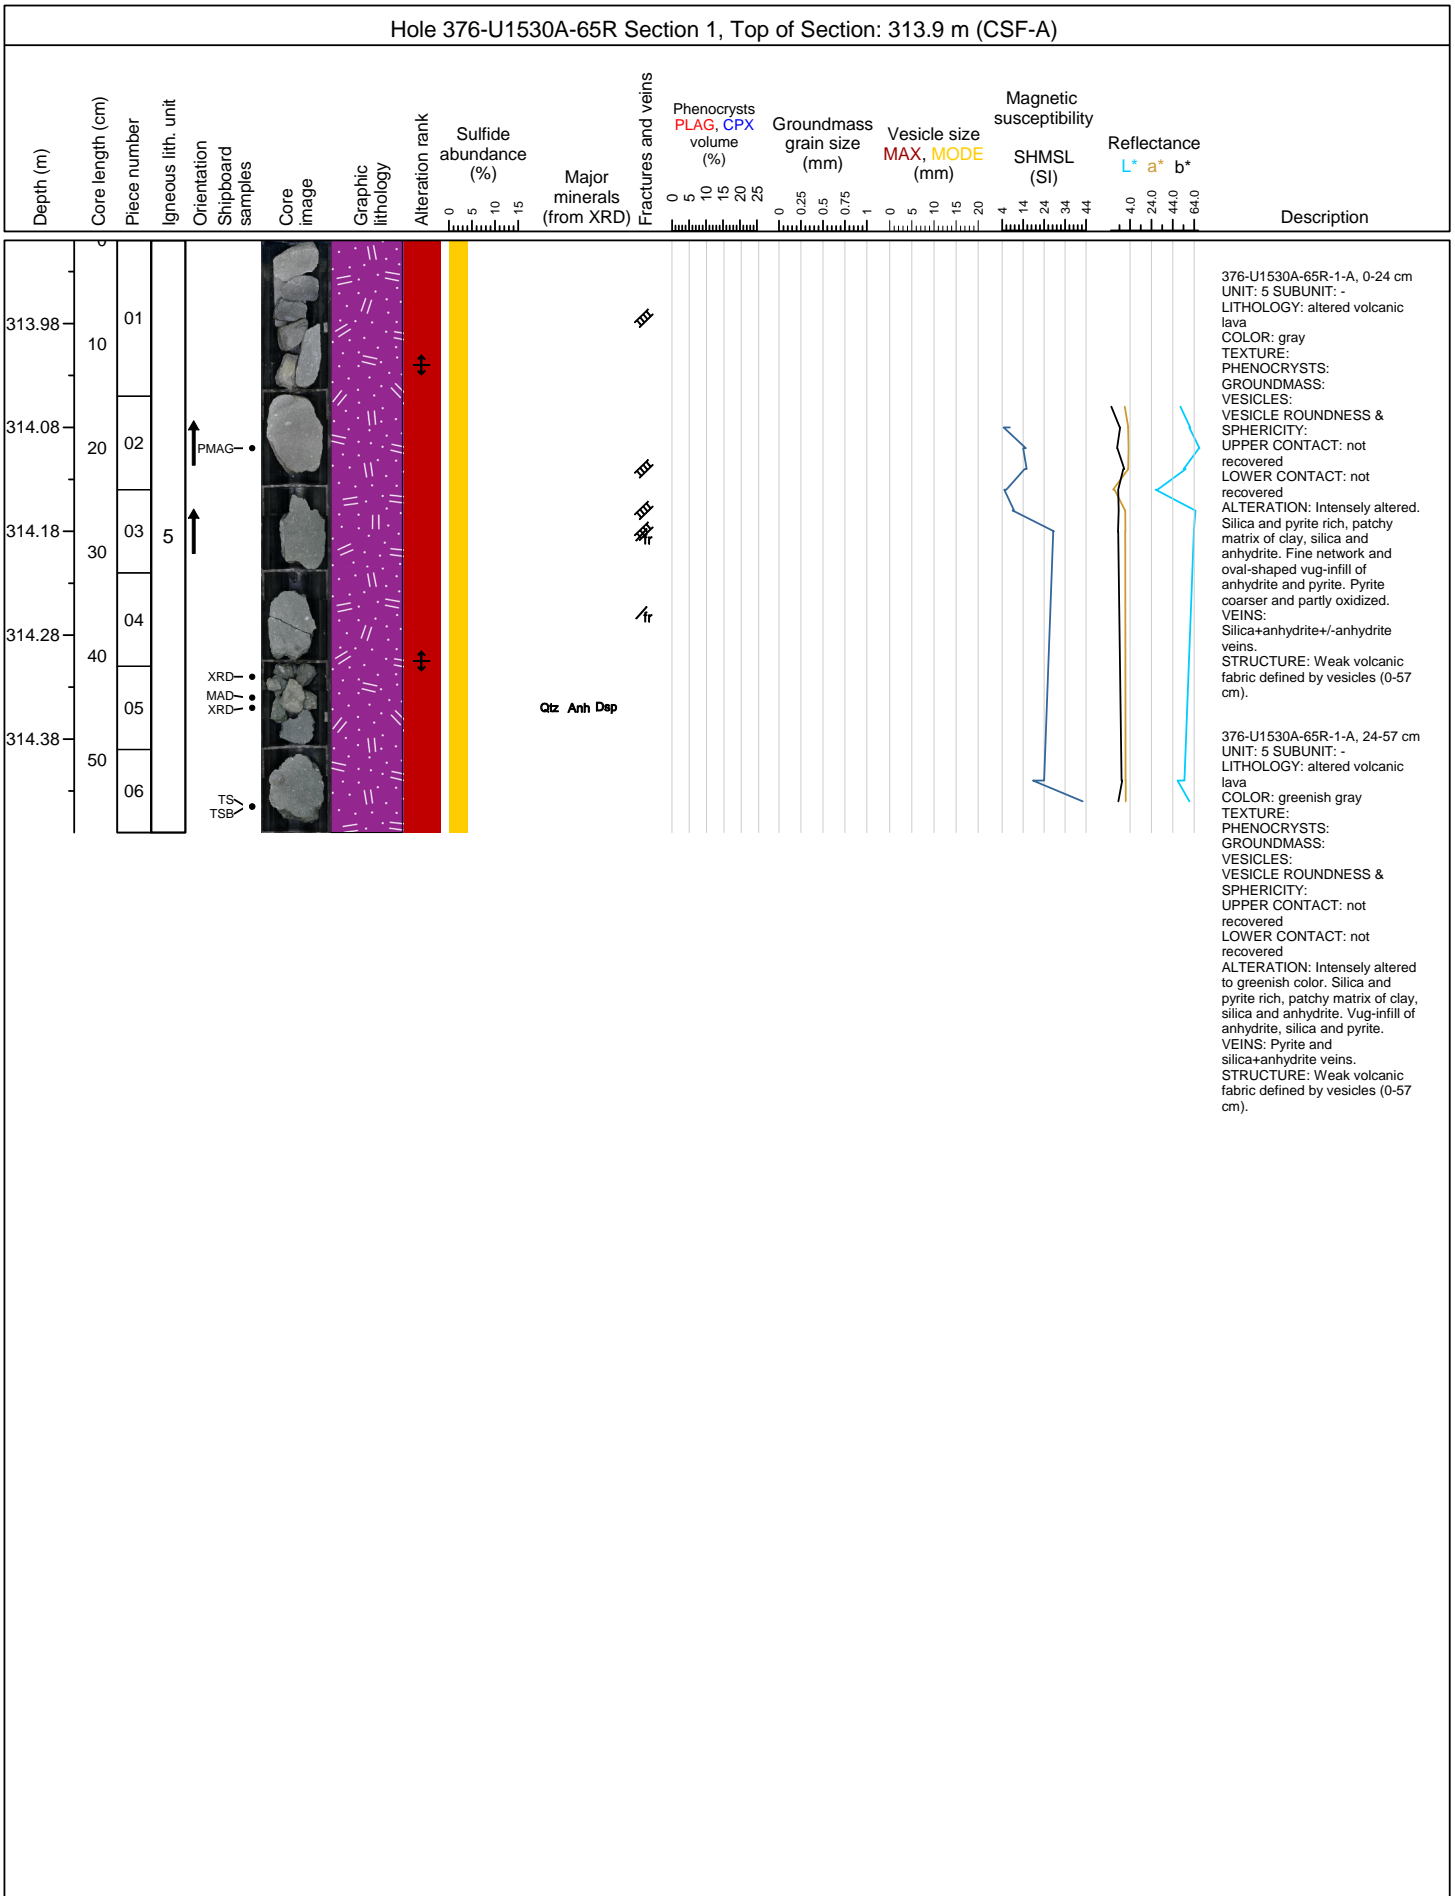 Hole 376-U1530A-65R Section 1, Top of Section: 313.9 m (CSF-A)
Depth (m)
Core length (cm)
Piece number
Igneous lith. unit
Orientation
Shipboard
samples
Core
image
Graphic
lithology
Alteration rank
Sulfide
abundance
(%)
0 5 10 15
Major
minerals
(from XRD)
Fractures and veins
Phenocrysts
PLAG, CPX
volume
(%)
0 5 10 15 20 25
Groundmass
grain size
(mm)
0 0.25 0.5 0.75 1
Vesicle size
MAX, MODE
(mm)
0 5 10 15 20
Magnetic
susceptibility
SHMSL
(SI)
4 14 24 34 44
Reflectance
L* a* b*
4.0 24.0 44.0 64.0
Description
313.98
314.08
314.18
314.28
314.38
0
10
20
30
40
50
01
02
03
04
05
06
5
PMAG
XRD
MAD
XRD
TS
TSB
Qtz Anh Dsp
fr
fr
376-U1530A-65R-1-A, 0-24 cm
UNIT: 5 SUBUNIT: -
LITHOLOGY: altered volcanic
lava
COLOR: gray
TEXTURE:
PHENOCRYSTS:
GROUNDMASS:
VESICLES:
VESICLE ROUNDNESS &
SPHERICITY:
UPPER CONTACT: not
recovered
LOWER CONTACT: not
recovered
ALTERATION: Intensely altered.
Silica and pyrite rich, patchy
matrix of clay, silica and
anhydrite. Fine network and
oval-shaped vug-infill of
anhydrite and pyrite. Pyrite
coarser and partly oxidized.
VEINS:
Silica+anhydrite+/-anhydrite
veins.
STRUCTURE: Weak volcanic
fabric defined by vesicles (0-57
cm).
376-U1530A-65R-1-A, 24-57 cm
UNIT: 5 SUBUNIT: -
LITHOLOGY: altered volcanic
lava
COLOR: greenish gray
TEXTURE:
PHENOCRYSTS:
GROUNDMASS:
VESICLES:
VESICLE ROUNDNESS &
SPHERICITY:
UPPER CONTACT: not
recovered
LOWER CONTACT: not
recovered
ALTERATION: Intensely altered
to greenish color. Silica and
pyrite rich, patchy matrix of clay,
silica and anhydrite. Vug-infill of
anhydrite, silica and pyrite.
VEINS: Pyrite and
silica+anhydrite veins.
STRUCTURE: Weak volcanic
fabric defined by vesicles (0-57
cm).